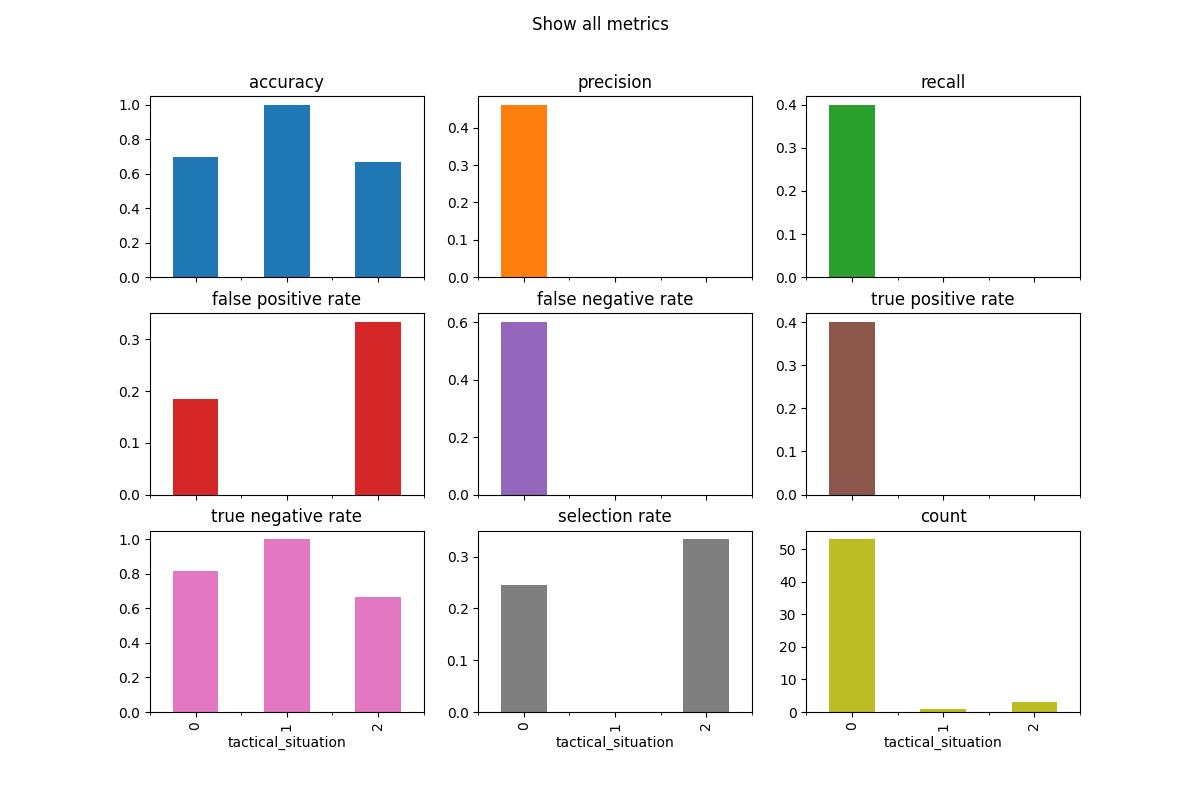 Show all metrics
accuracy
precision
recall
1.0
0.8
0.6
0.4
0.2
0.0
0.4
0.3
0.2
0.1
0.0
0.4
0.3
0.2
0.1
0.0
false positive rate
false negative rate
true positive rate
0.3
0.2
0.1
0.0
0.6
0.4
0.2
0.0
0.4
0.3
0.2
0.1
0.0
true negative rate
selection rate
count
1.0
0.8
0.6
0.4
0.2
0.0
0.3
0.2
0.1
0.0
50
40
30
20
10
0
0 1 2
tactical_situation
0 1 2
tactical_situation
0 1 2
tactical_situation